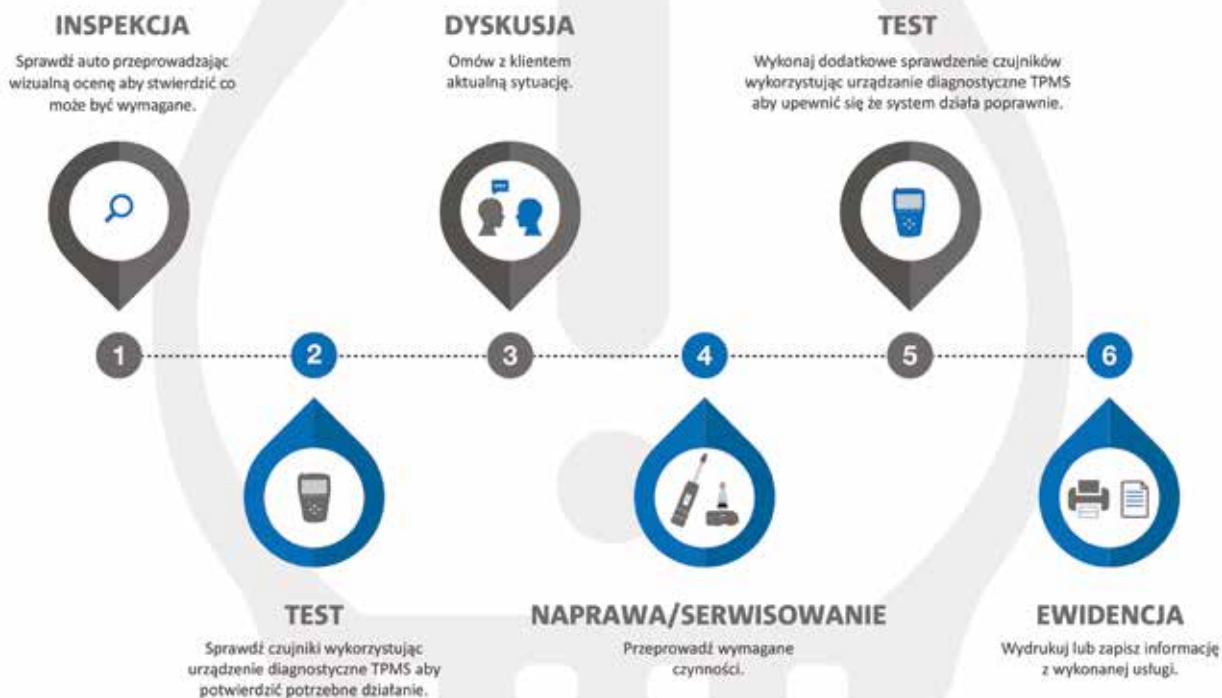 INSPEKCJA
Sprawdź auto przeprowadzając
wizualną ocenę aby stwierdzić co
może być wymagane.
DYSKUSJA
Omów z klientem
aktualną sytuację.
TEST
Wykonaj dodatkowe sprawdzenie czujników
wykorzystując urządzanie diagnostyczne TPMS
aby upewnić się że system działa poprawnie.
1
2
3
4
5
6
TEST
Sprawdź czujniki wykorzystując
urządzenie diagnostyczne TPMS aby
potwierdzić potrzebne działanie.
NAPRAWA/SERWISOWANIE
Przeprowadź wymagane
czynności.
EWIDENCJA
Wydrukuj lub zapisz informację
z wykonanej usługi.